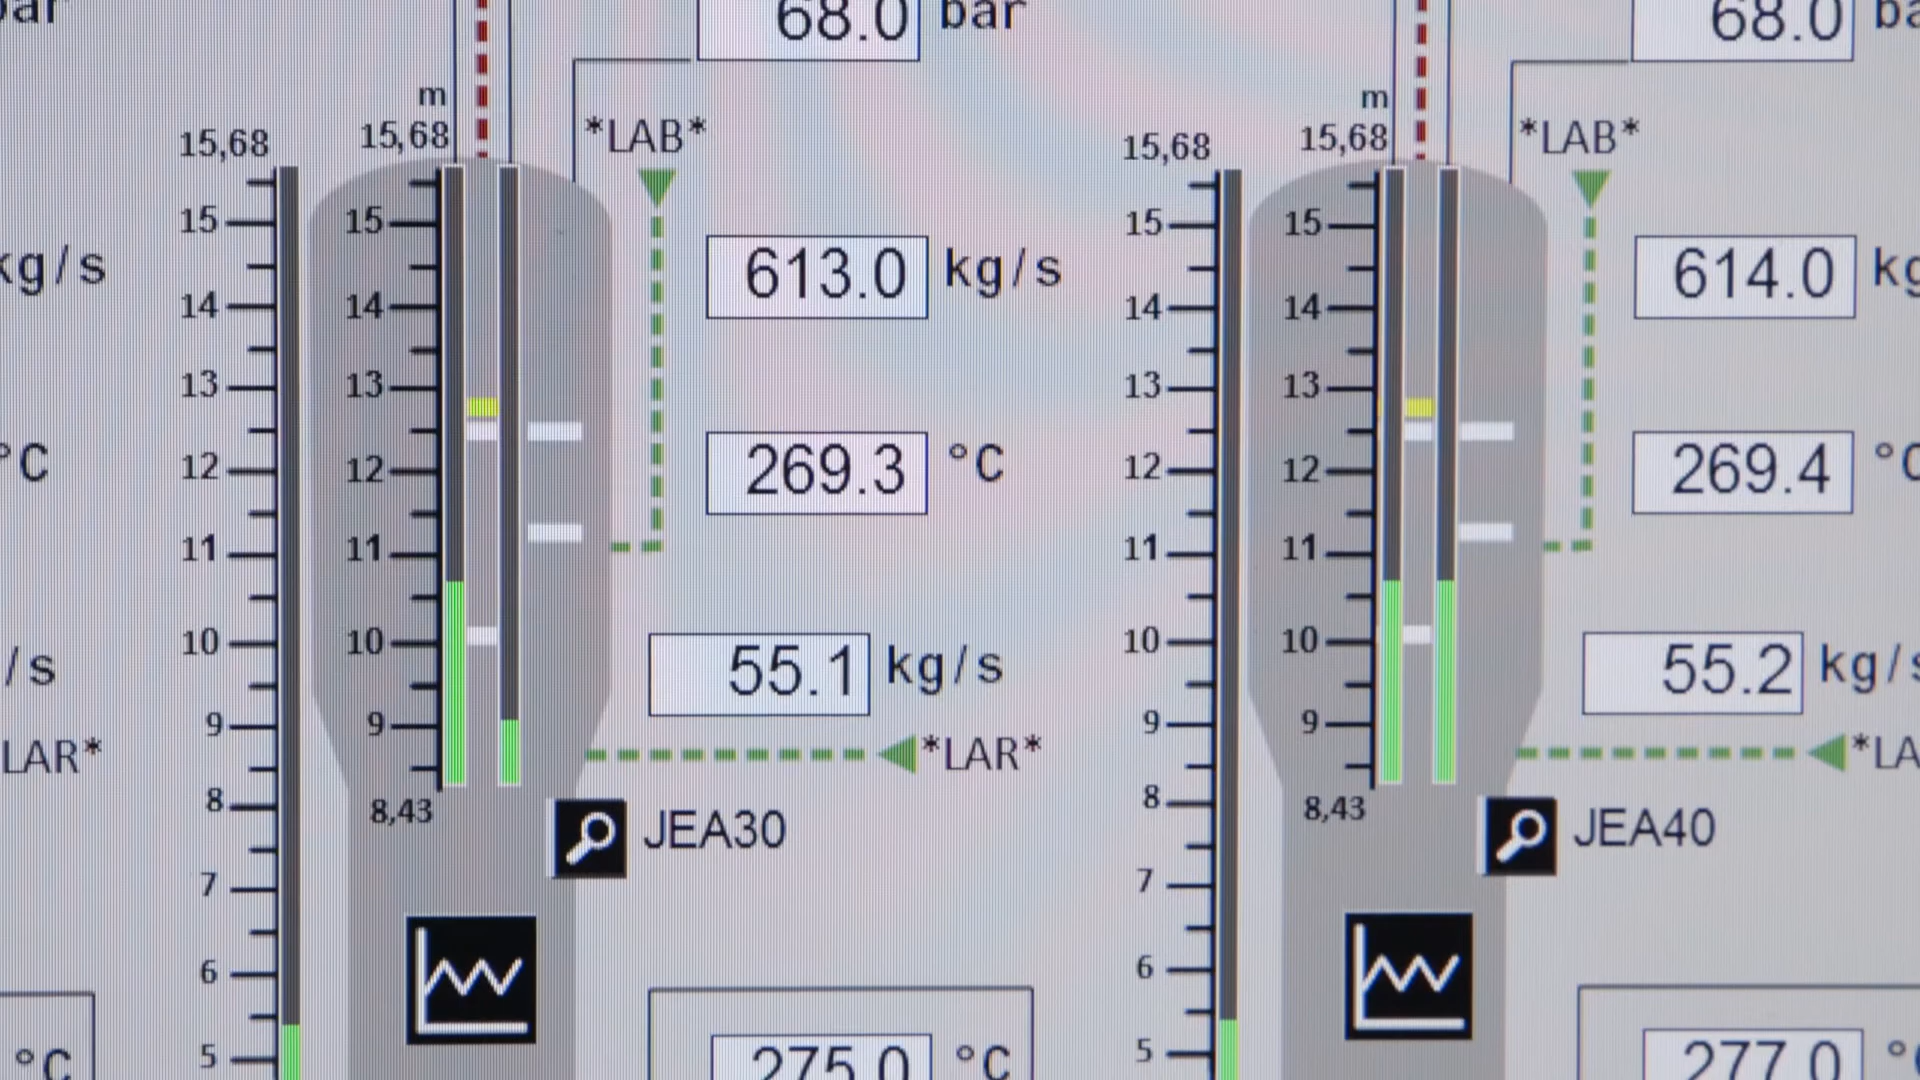 bar
68.0 bar
68.0 ba
m
m
15,68
15,68
*LAB*
15,68
15,68
*LAB*
15
15
15
15
kg/s
613.0 kg/s
614.0 kg
14
14
14
14
13
13
13
13
°C
12
12
269.3 °C
12
12
269.4 °C
11
11
11
11
/s
10
10
55.1 kg/s
10
10
55.2 kg/s
9
9
9
9
LAR*
*LAR*
*LA
8
8,43
JEA30
8
8,43
JEA40
7
7
6
6
°C
5
275.0 °C
5
277.0 °